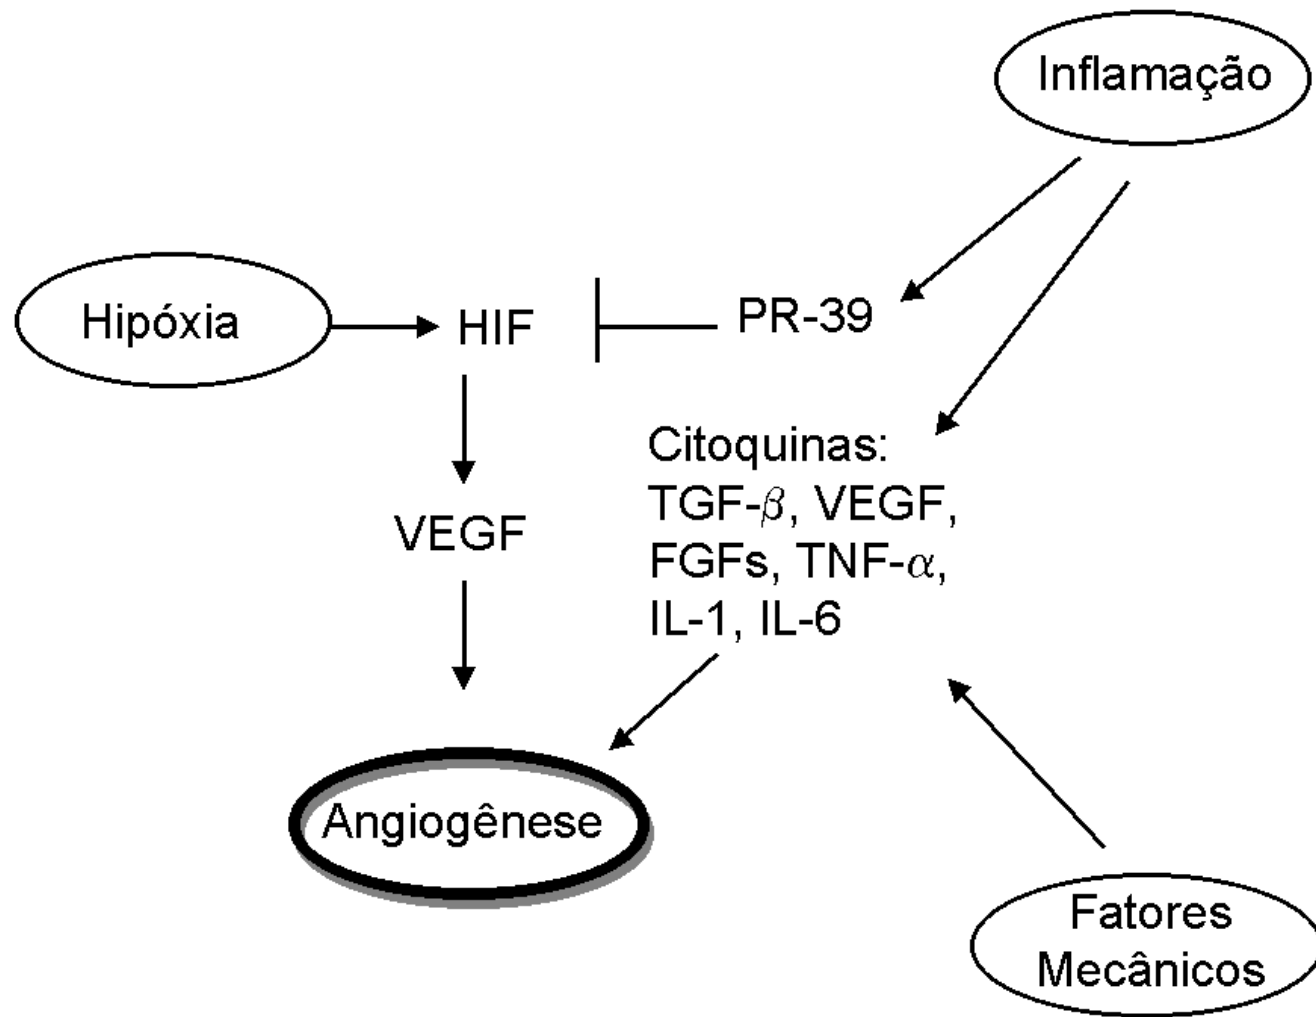 Inflamação
Hipóxia
HIF
PR-39
Citoquinas:
TGF-β, VEGF,
FGFs, TNF-α,
IL-1, IL-6
VEGF
Angiogênese
Fatores
Mecânicos